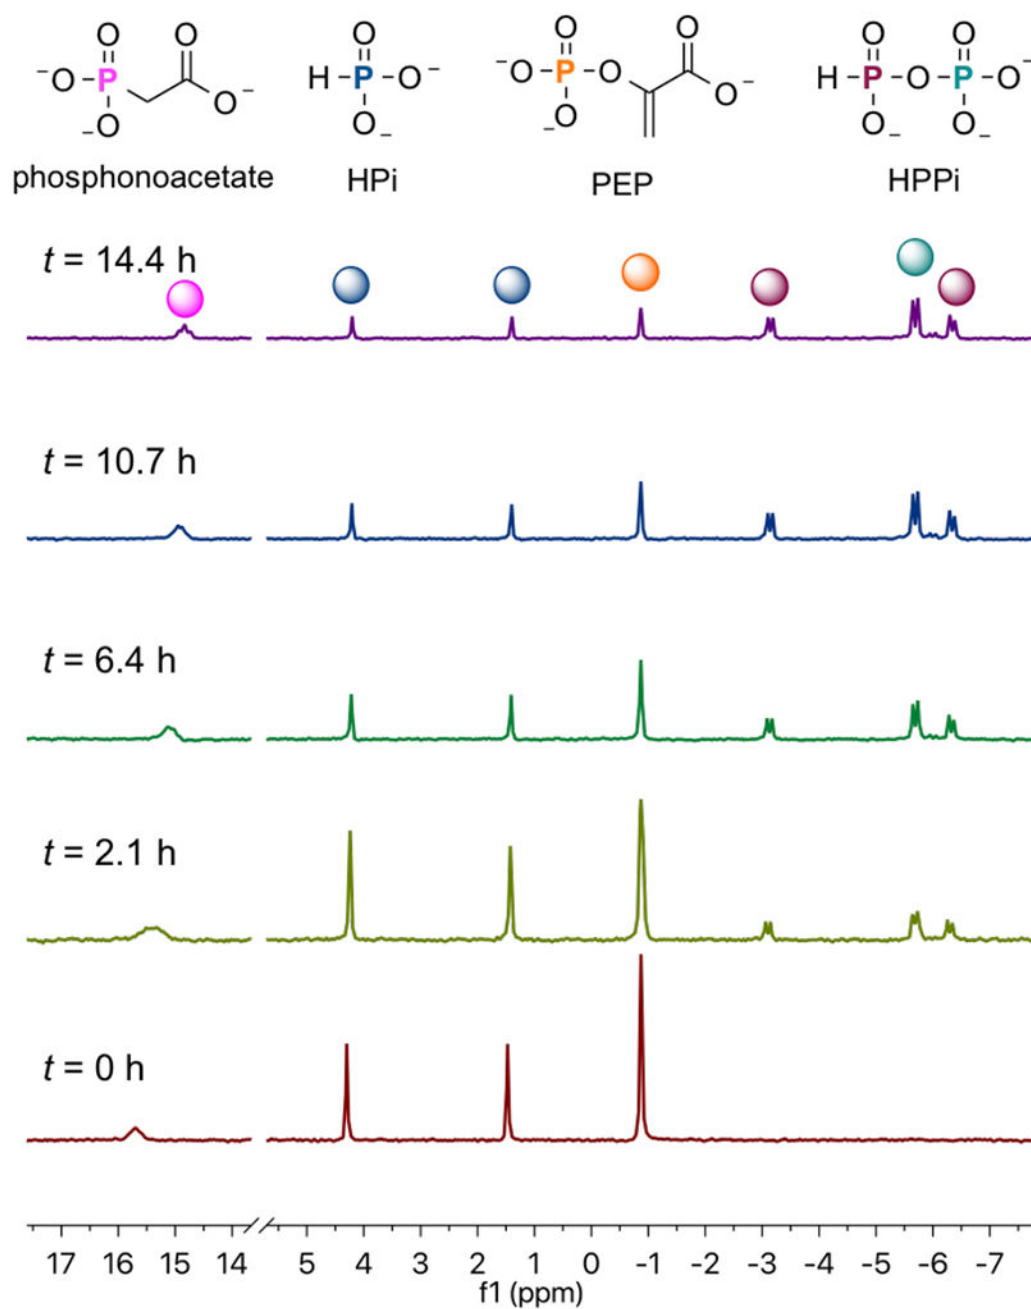 O O O O O O O
⁻O P O⁻ H P O⁻ ⁻O P O O⁻ H P O P O⁻
⁻O O⁻ ⁻O O⁻ O⁻
phosphonoacetate HPi PEP HPPi
t = 14.4 h
t = 10.7 h
t = 6.4 h
t = 2.1 h
t = 0 h
17 16 15 14 5 4 3 2 1 0 -1 -2 -3 -4 -5 -6 -7
f1 (ppm)